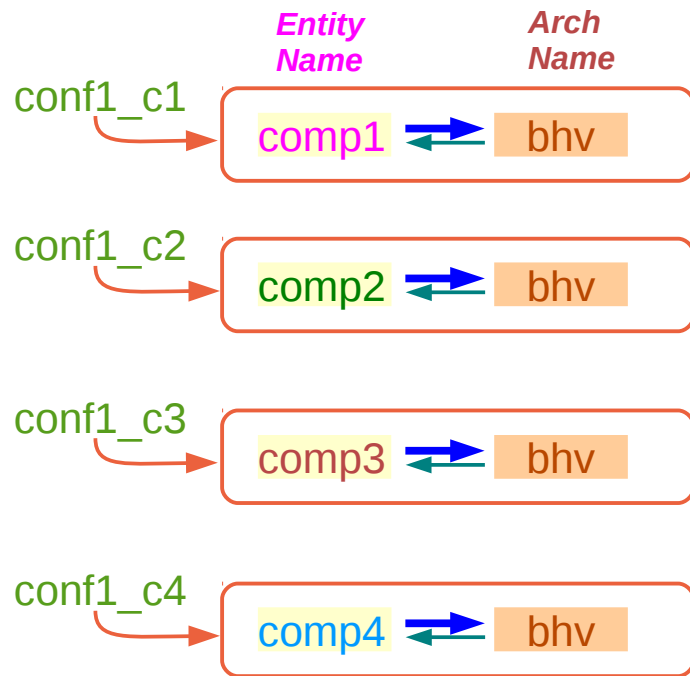 Entity Name
Arch Name
conf1_c1
comp1
bhv
conf1_c2
comp2
bhv
conf1_c3
comp3
bhv
conf1_c4
comp4
bhv